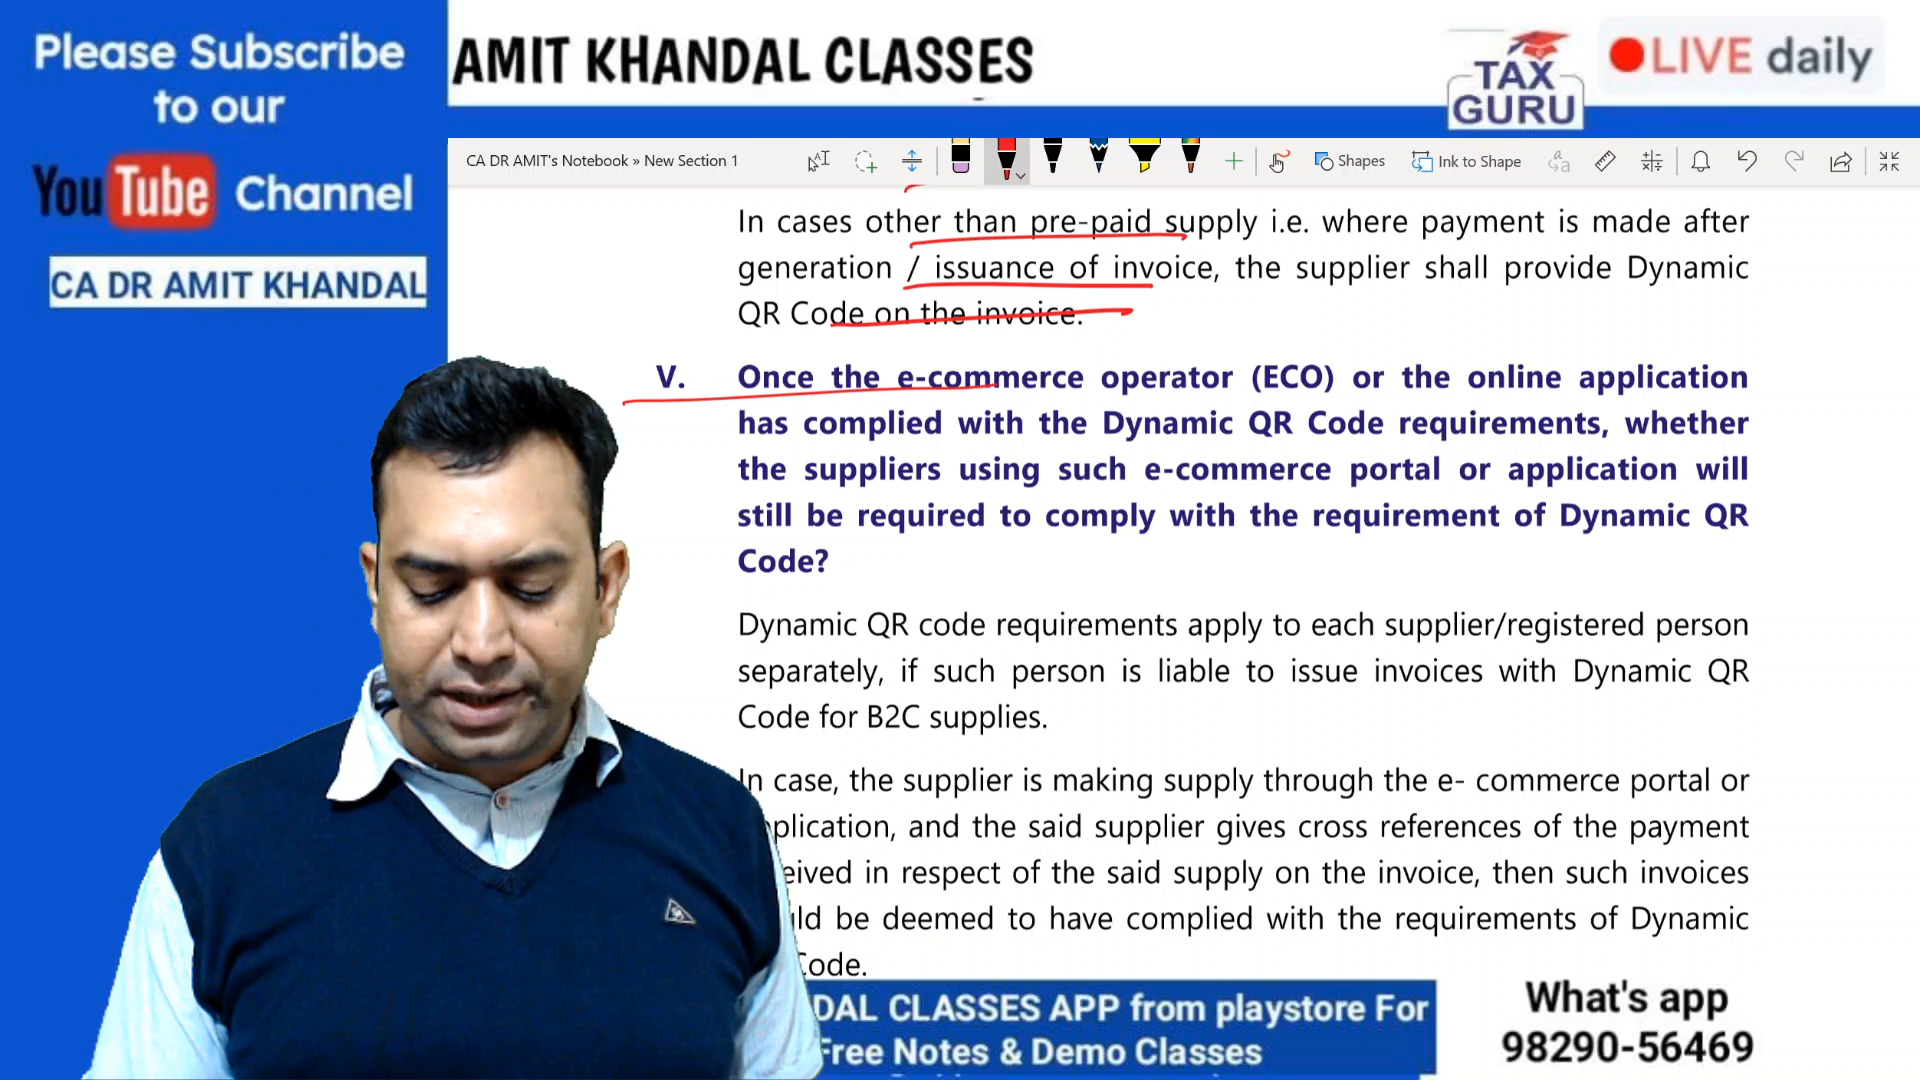 Please Subscribe
to our
YouTube Channel
CA DR AMIT KHANDAL
AMIT KHANDAL CLASSES
TAX
GURU
LIVE daily
CA DR AMIT's Notebook » New Section 1
Shapes
Ink to Shape
In cases other than pre-paid supply i.e. where payment is made after
generation / issuance of invoice, the supplier shall provide Dynamic
QR Code on the invoice.
V. Once the e-commerce operator (ECO) or the online application
has complied with the Dynamic QR Code requirements, whether
the suppliers using such e-commerce portal or application will
still be required to comply with the requirement of Dynamic QR
Code?
Dynamic QR code requirements apply to each supplier/registered person
separately, if such person is liable to issue invoices with Dynamic QR
Code for B2C supplies.
In case, the supplier is making supply through the e- commerce portal or
plication, and the said supplier gives cross references of the payment
eived in respect of the said supply on the invoice, then such invoices
ld be deemed to have complied with the requirements of Dynamic
Code.
DAL CLASSES APP from playstore For
Free Notes & Demo Classes
What's app
98290-56469